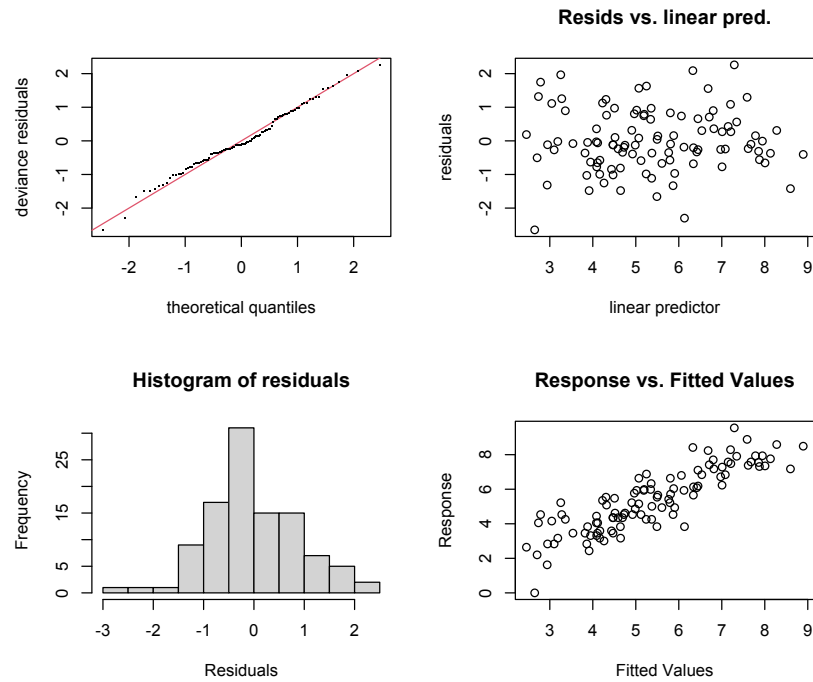 Resids vs. linear pred.
deviance residuals
2
1
0
-1
-2
-2 -1 0 1 2
theoretical quantiles
residuals
2
1
0
-1
-2
3 4 5 6 7 8 9
linear predictor
Histogram of residuals
Frequency
25
15
5
0
-3 -2 -1 0 1 2
Residuals
Response vs. Fitted Values
Response
8
6
4
2
0
3 4 5 6 7 8 9
Fitted Values